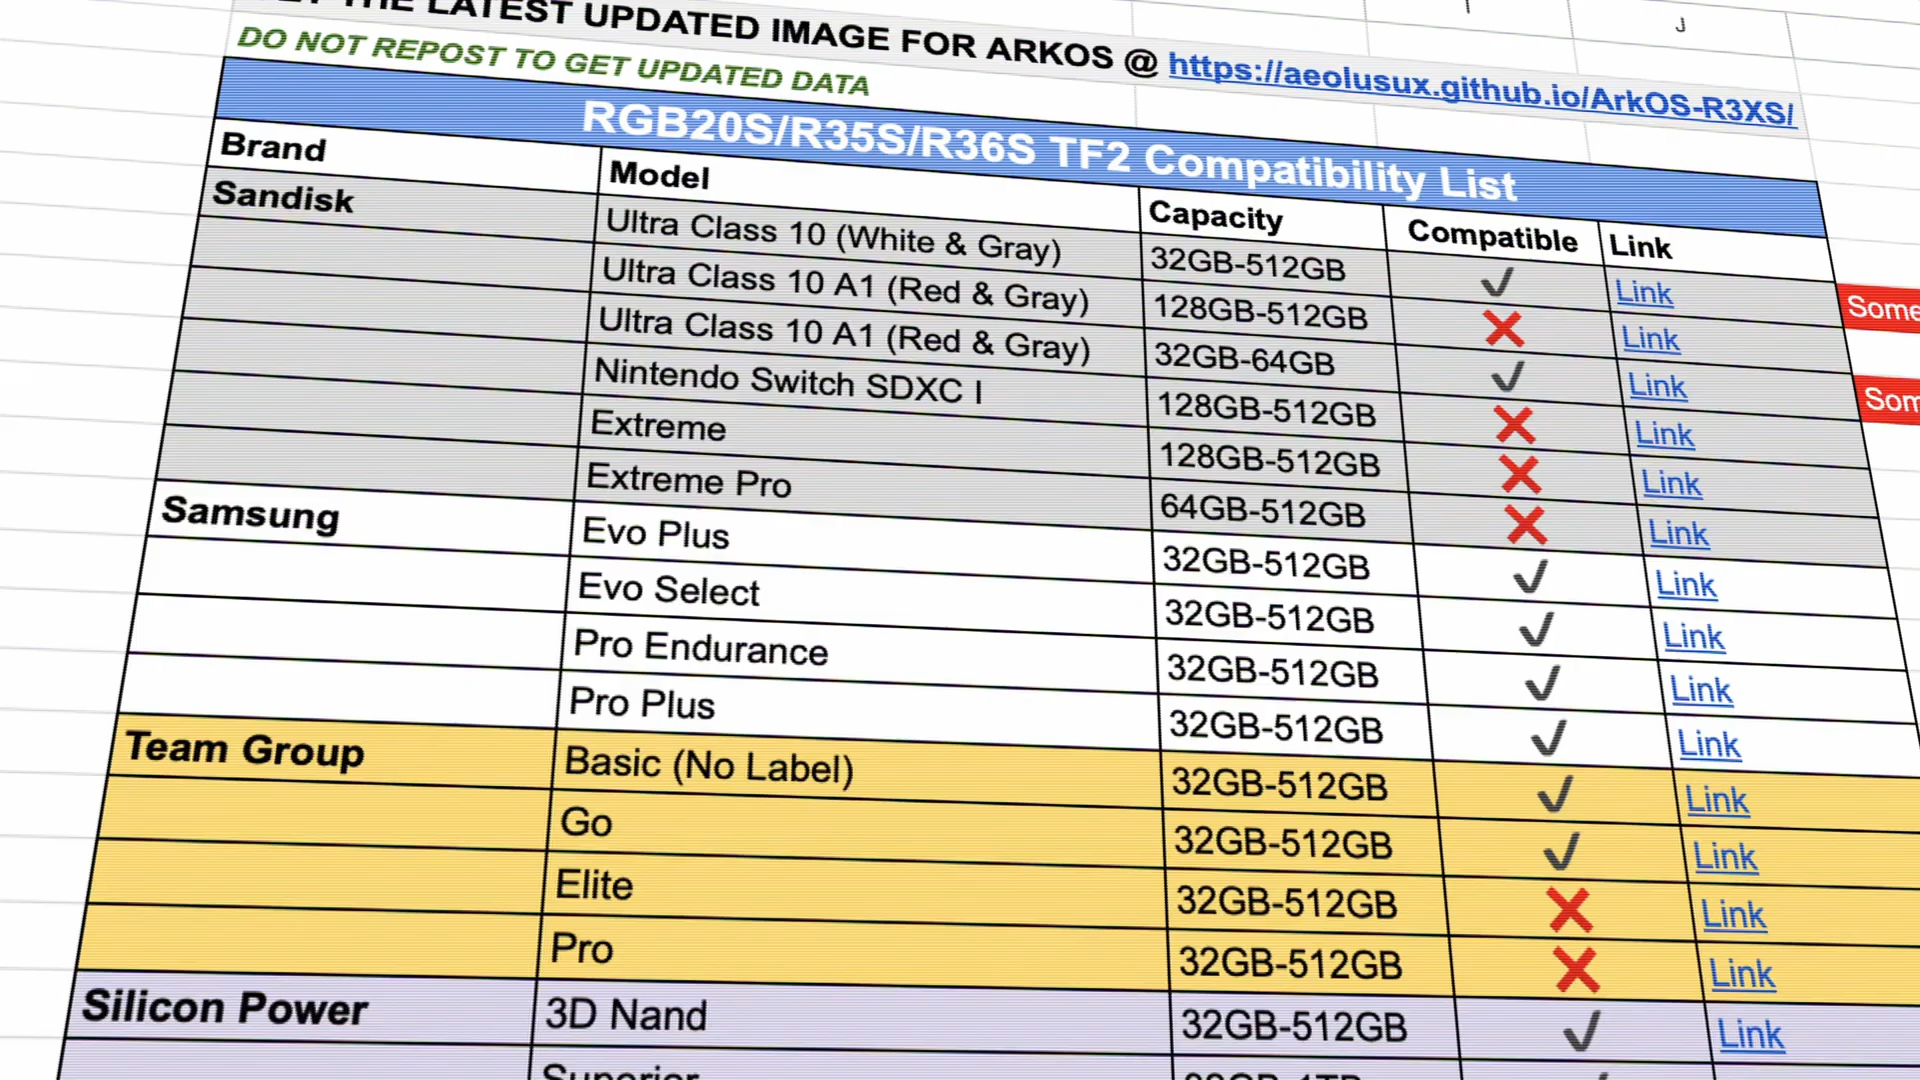 THE LATEST UPDATED IMAGE FOR ARKOS @ https://aeolusux.github.io/ArkOS-R3XS/
J
DO NOT REPOST TO GET UPDATED DATA
RGB20S/R35S/R36S TF2 Compatibility List
Brand Model Capacity Compatible Link
Sandisk Ultra Class 10 (White & Gray) 32GB-512GB ✓ Link
Ultra Class 10 A1 (Red & Gray) 128GB-512GB ❌ Link Some
Ultra Class 10 A1 (Red & Gray) 32GB-64GB ✓ Link
Nintendo Switch SDXC I 128GB-512GB ❌ Link Som
Extreme 128GB-512GB ❌ Link
Extreme Pro 64GB-512GB ❌ Link
Samsung Evo Plus 32GB-512GB ✓ Link
Evo Select 32GB-512GB ✓ Link
Pro Endurance 32GB-512GB ✓ Link
Pro Plus 32GB-512GB ✓ Link
Team Group Basic (No Label) 32GB-512GB ✓ Link
Go 32GB-512GB ✓ Link
Elite 32GB-512GB ❌ Link
Pro 32GB-512GB ❌ Link
Silicon Power 3D Nand 32GB-512GB ✓ Link
Superior